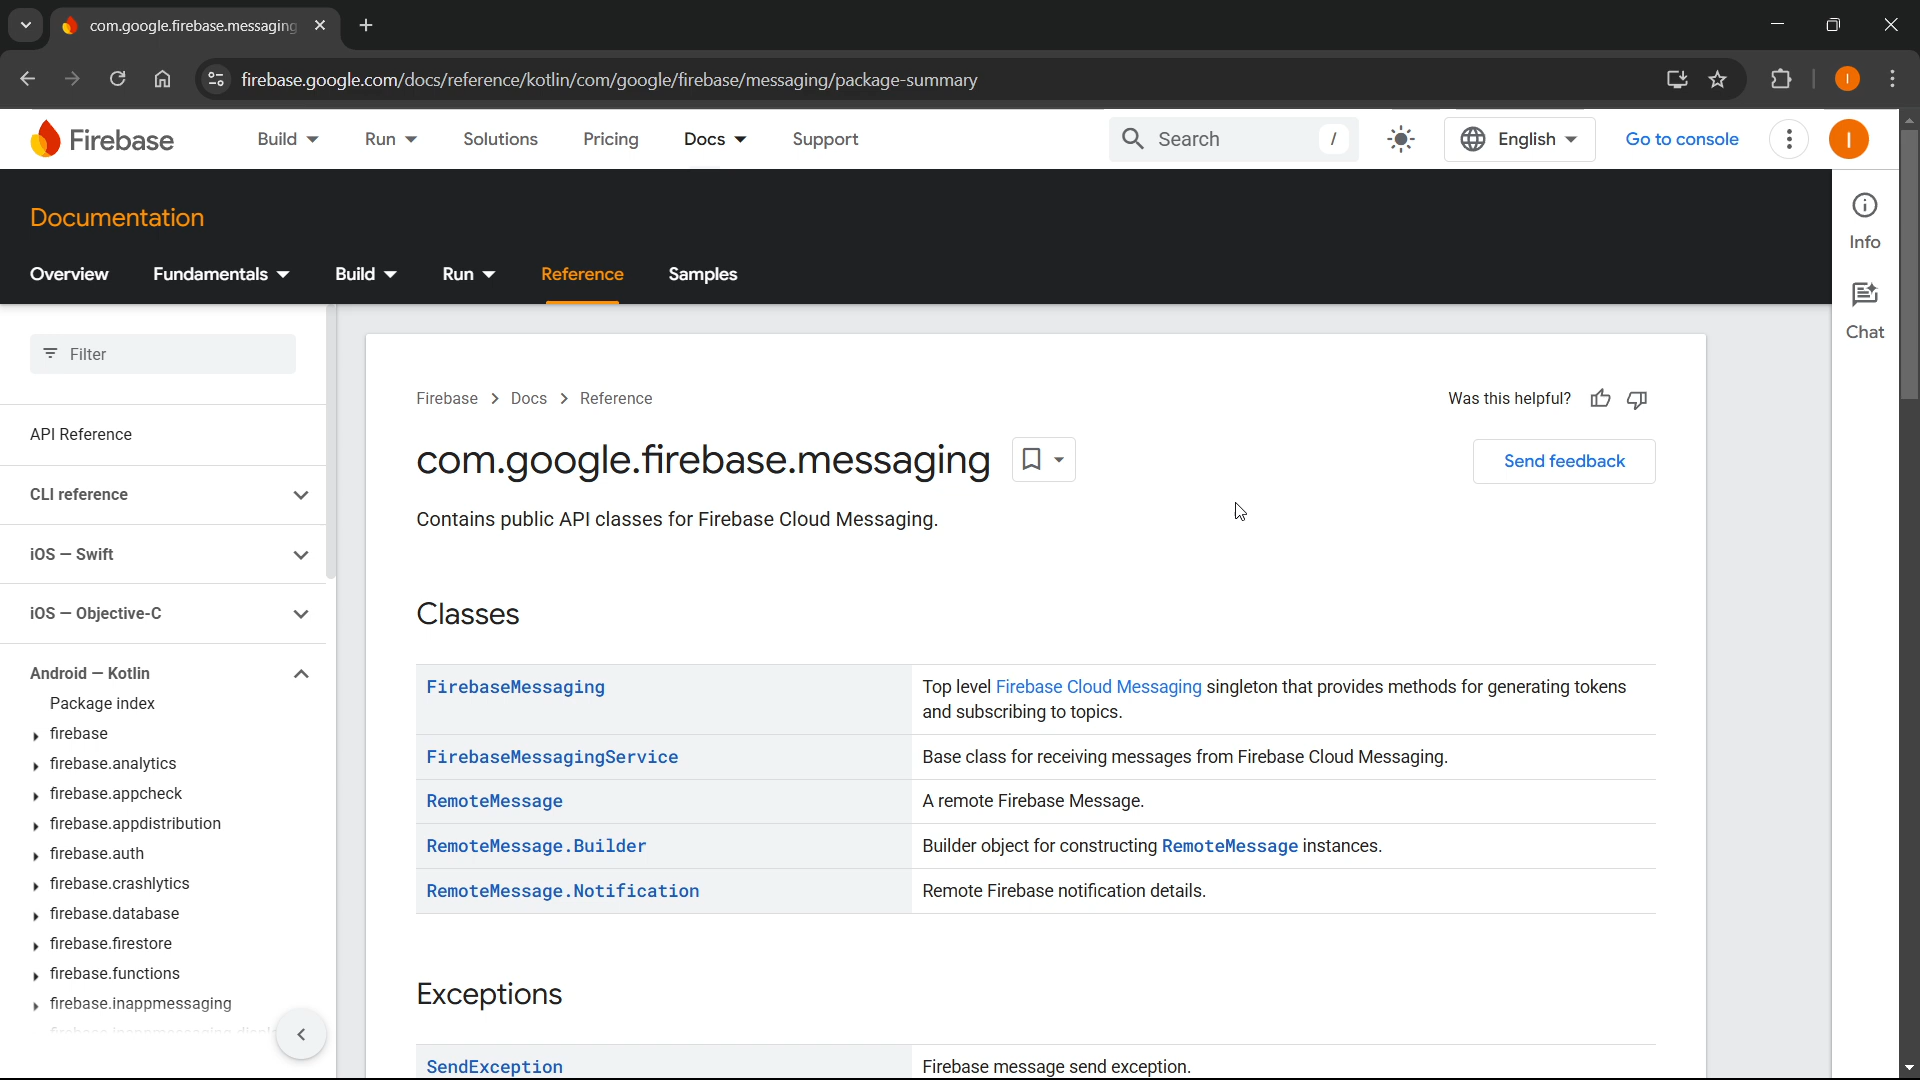 com.google.firebase.messaging
firebase.google.com/docs/reference/kotlin/com/google/firebase/messaging/package-summary
I
Firebase
Build
Run
Solutions
Pricing
Docs
Support
Search
/
English
Go to console
I
Documentation
Overview
Fundamentals
Build
Run
Reference
Samples
Info
Chat
Filter
API Reference
CLI reference
iOS — Swift
iOS — Objective-C
Android — Kotlin
Package index
firebase
firebase.analytics
firebase.appcheck
firebase.appdistribution
firebase.auth
firebase.crashlytics
firebase.database
firebase.firestore
firebase.functions
firebase.inappmessaging
Firebase > Docs > Reference
Was this helpful?
com.google.firebase.messaging
Send feedback
Contains public API classes for Firebase Cloud Messaging.
Classes
FirebaseMessaging
Top level Firebase Cloud Messaging singleton that provides methods for generating tokens
and subscribing to topics.
FirebaseMessagingService
Base class for receiving messages from Firebase Cloud Messaging.
RemoteMessage
A remote Firebase Message.
RemoteMessage.Builder
Builder object for constructing RemoteMessage instances.
RemoteMessage.Notification
Remote Firebase notification details.
Exceptions
SendException
Firebase message send exception.